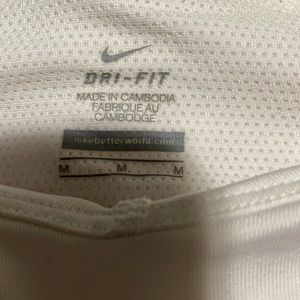 DRI-FIT
MADE IN CAMBODIA
FABRIQUE AU
CAMBODGE
nikebetterworld.com
M M M